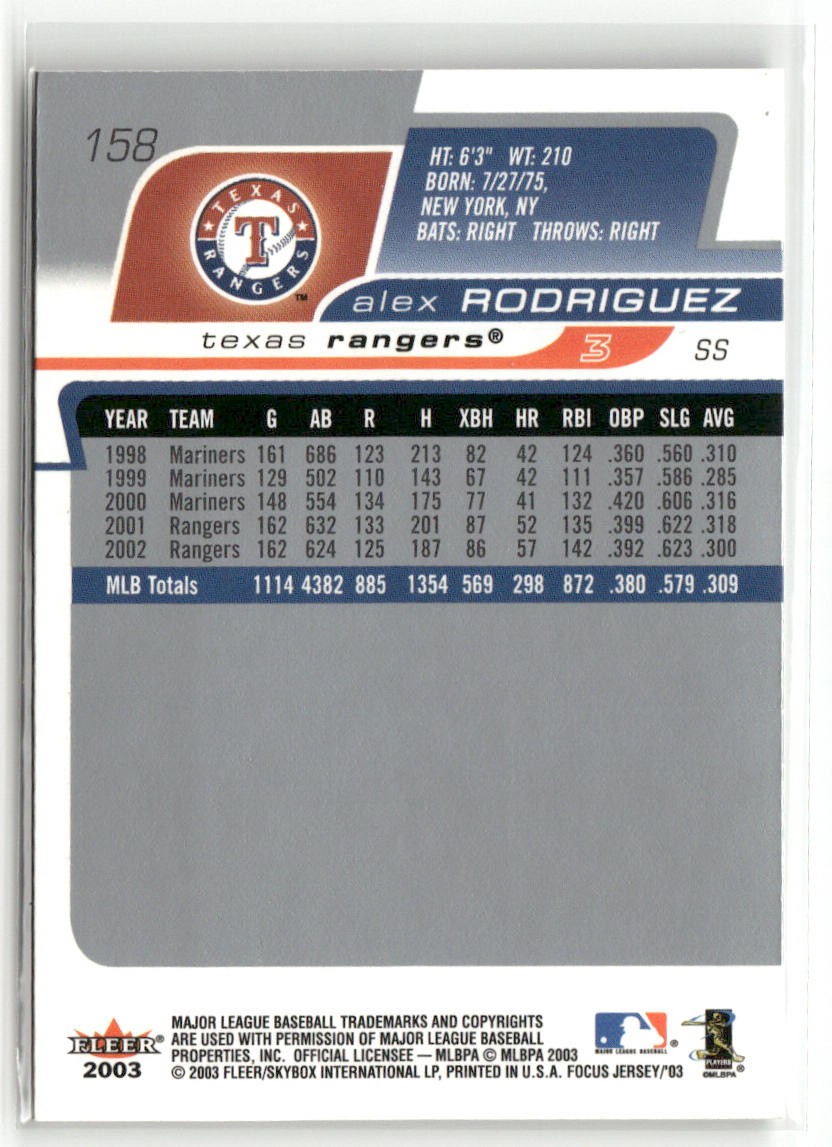 158
TEXAS
T
RANGERS
TM
HT: 6'3" WT: 210
BORN: 7/27/75,
NEW YORK, NY
BATS: RIGHT THROWS: RIGHT
alex RODRIGUEZ
texas rangers®
3
SS
YEAR TEAM G AB R H XBH HR RBI OBP SLG AVG
1998 Mariners 161 686 123 213 82 42 124 .360 .560 .310
1999 Mariners 129 502 110 143 67 42 111 .357 .586 .285
2000 Mariners 148 554 134 175 77 41 132 .420 .606 .316
2001 Rangers 162 632 133 201 87 52 135 .399 .622 .318
2002 Rangers 162 624 125 187 86 57 142 .392 .623 .300
MLB Totals 1114 4382 885 1354 569 298 872 .380 .579 .309
FLEER®
2003
MAJOR LEAGUE BASEBALL TRADEMARKS AND COPYRIGHTS
ARE USED WITH PERMISSION OF MAJOR LEAGUE BASEBALL
PROPERTIES, INC. OFFICIAL LICENSEE — MLBPA © MLBPA 2003
© 2003 FLEER/SKYBOX INTERNATIONAL LP, PRINTED IN U.S.A. FOCUS JERSEY/'03
MAJOR LEAGUE BASEBALL®
PLAYERS
©MLBPA®